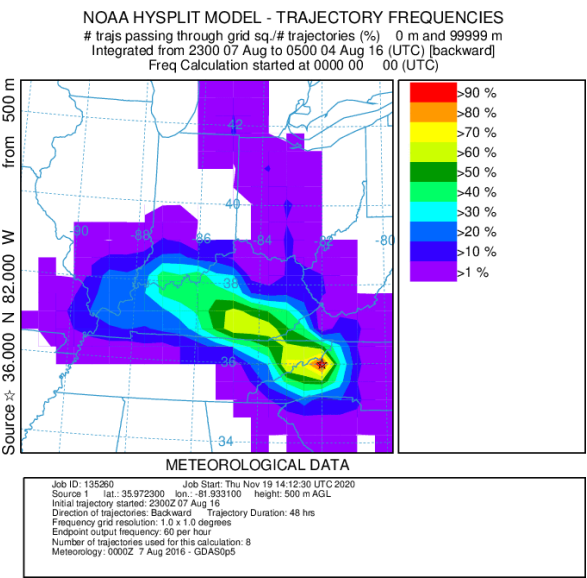 NOAA HYSPLIT MODEL - TRAJECTORY FREQUENCIES
# trajs passing through grid sq./# trajectories (%) 0 m and 99999 m
Integrated from 2300 07 Aug to 0500 04 Aug 16 (UTC) [backward]
Freq Calculation started at 0000 00 00 (UTC)
Source ☆ 36.000 N 82.000 W from 500 m
42
40
-90
-88
-86
-84
-82
-80
38
36
34
>90 %
>80 %
>70 %
>60 %
>50 %
>40 %
>30 %
>20 %
>10 %
>1 %
METEOROLOGICAL DATA
Job ID: 135260 Job Start: Thu Nov 19 14:12:30 UTC 2020
Source 1 lat.: 35.972300 lon.: -81.933100 height: 500 m AGL
Initial trajectory started: 2300Z 07 Aug 16
Direction of trajectories: Backward Trajectory Duration: 48 hrs
Frequency grid resolution: 1.0 x 1.0 degrees
Endpoint output frequency: 60 per hour
Number of trajectories used for this calculation: 8
Meteorology: 0000Z 7 Aug 2016 - GDAS0p5